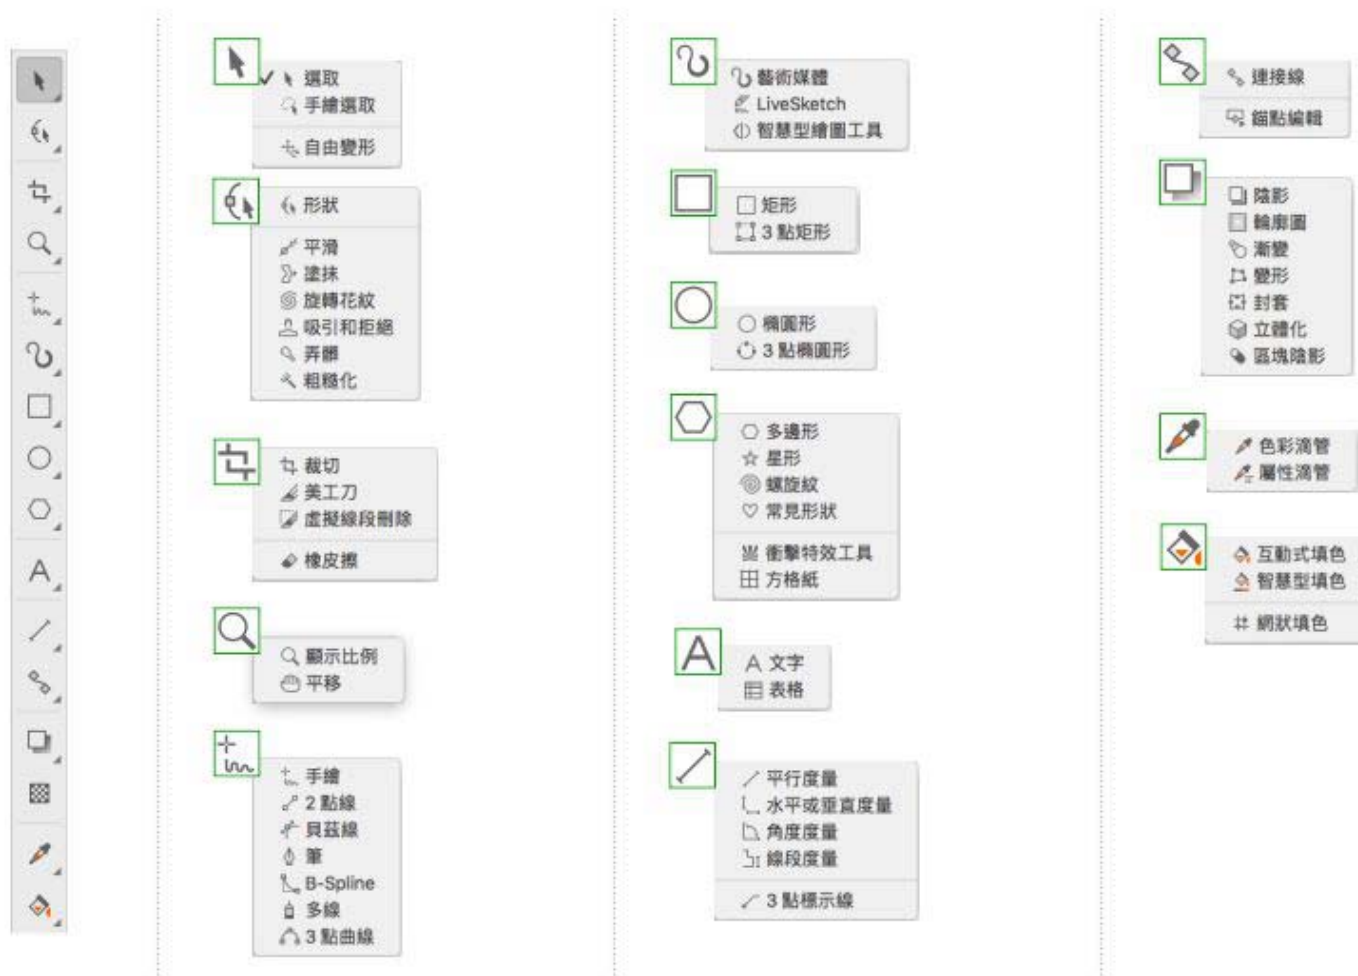 選取
手繪選取
自由變形
形狀
平滑
塗抹
旋轉花紋
吸引和拒絕
弄髒
粗糙化
裁切
美工刀
虛擬線段刪除
橡皮擦
顯示比例
平移
手繪
2 點線
貝茲線
筆
B-Spline
多線
3 點曲線
藝術媒體
LiveSketch
智慧型繪圖工具
矩形
3 點矩形
橢圓形
3 點橢圓形
多邊形
星形
螺旋紋
常見形狀
衝擊特效工具
方格紙
文字
表格
平行度量
水平或垂直度量
角度度量
線段度量
3 點標示線
連接線
錨點編輯
陰影
輪廓圖
漸變
變形
封套
立體化
區塊陰影
色彩滴管
屬性滴管
互動式填色
智慧型填色
網狀填色